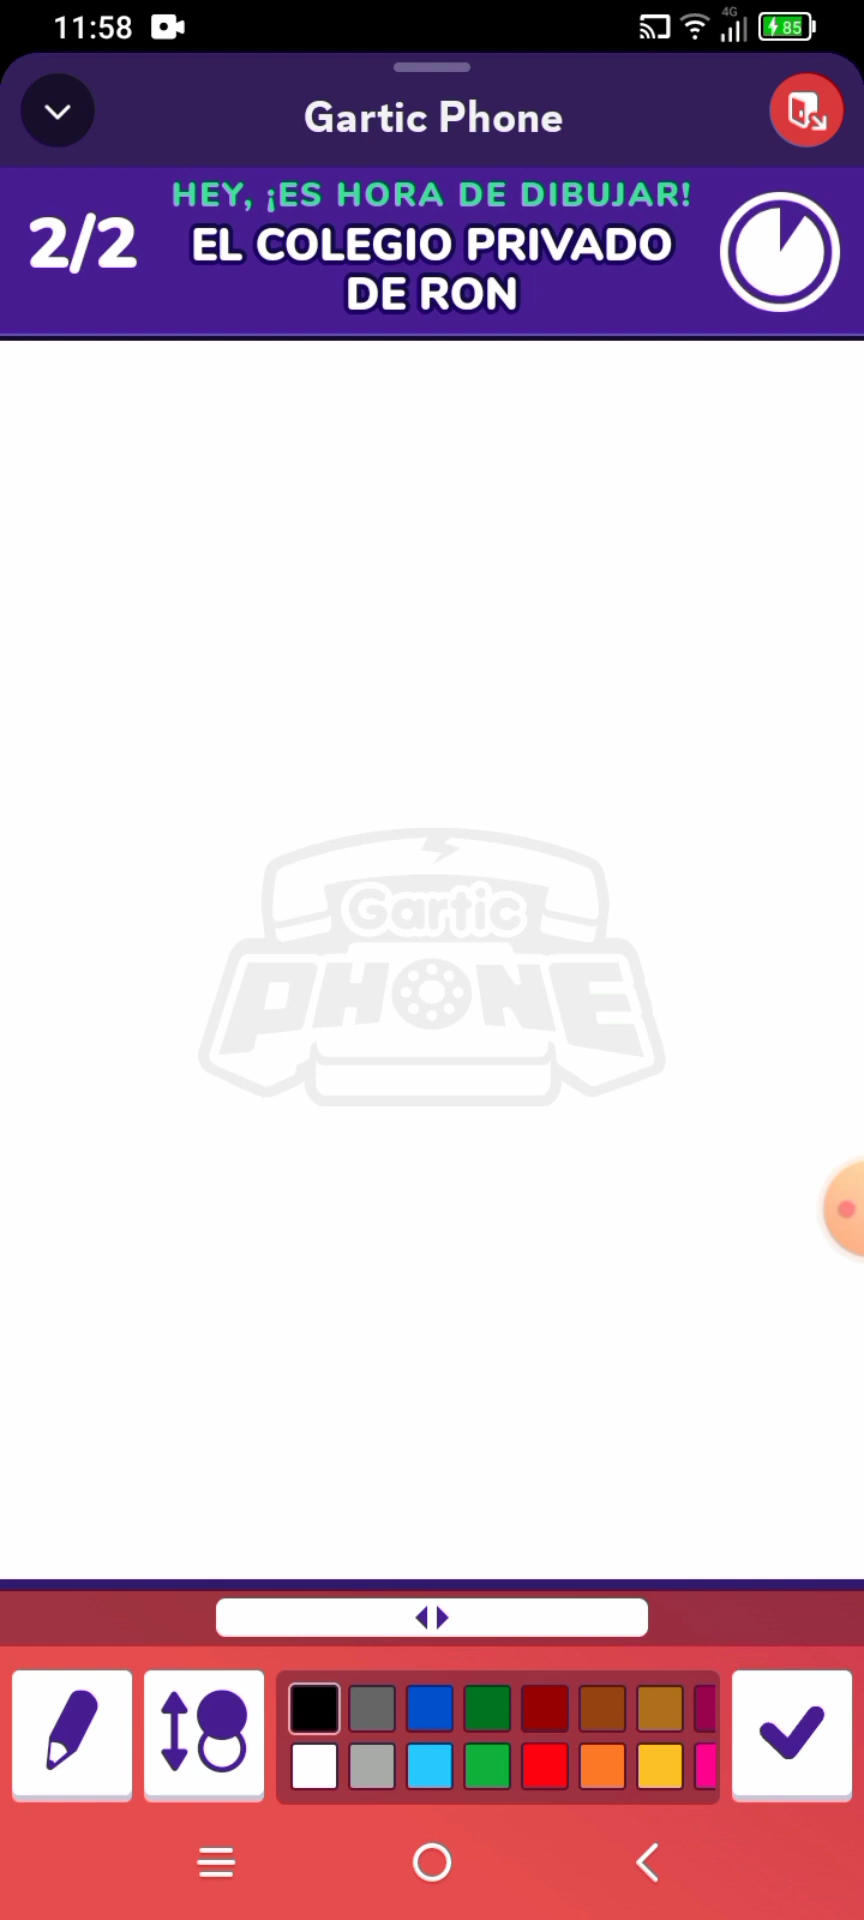 11:58
4G
85
Gartic Phone
HEY, ¡ES HORA DE DIBUJAR!
2/2
EL COLEGIO PRIVADO
DE RON
Gartic
PHONE